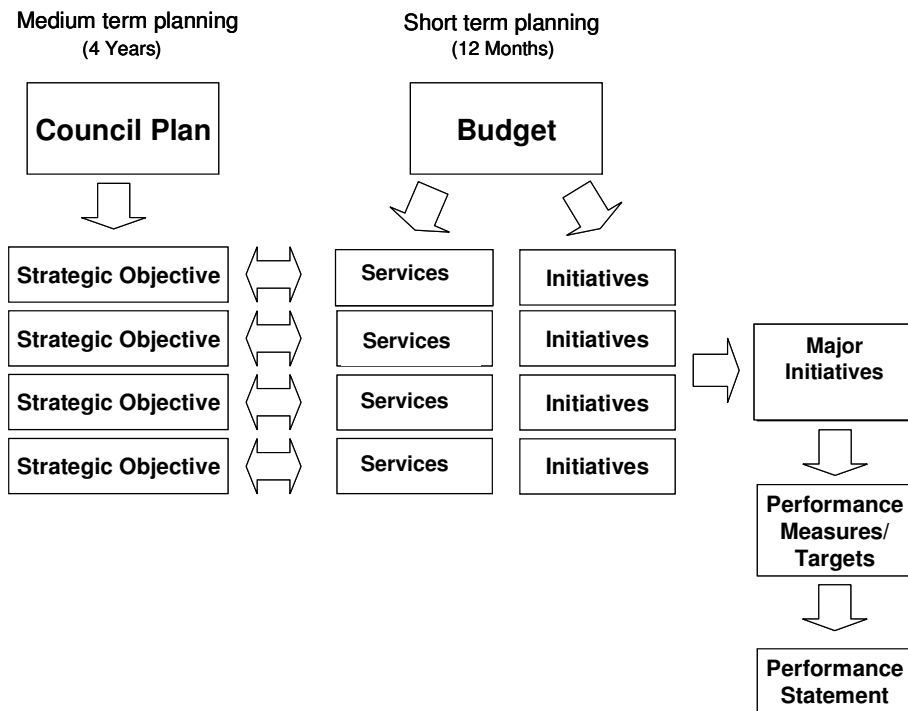 Medium term planning
(4 Years)
Short term planning
(12 Months)
Council Plan
Budget
Strategic Objective
Services
Initiatives
Strategic Objective
Services
Initiatives
Strategic Objective
Services
Initiatives
Strategic Objective
Services
Initiatives
Major
Initiatives
Performance
Measures/
Targets
Performance
Statement